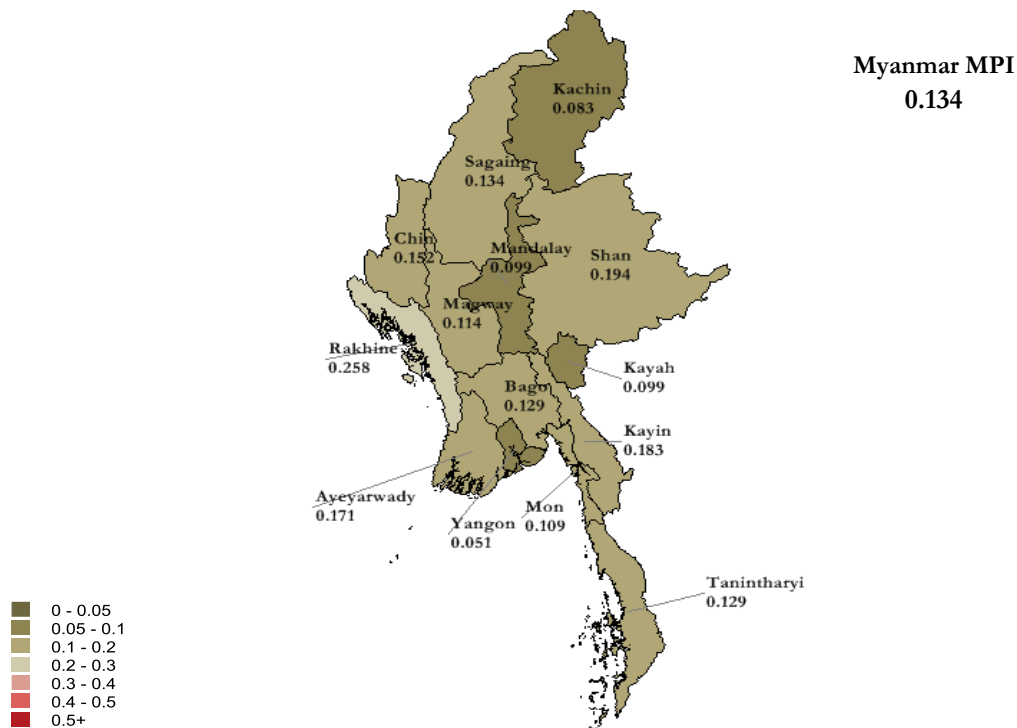 Myanmar MPI
0.134
Kachin
0.083
Sagaing
0.134
Chin
0.152
Mandalay
0.099
Shan
0.194
Magway
0.114
Rakhine
0.258
Kayah
0.099
Bago
0.129
Kayin
0.183
Ayeyarwady
0.171
Yangon
0.051
Mon
0.109
Tanintharyi
0.129
0 - 0.05
0.05 - 0.1
0.1 - 0.2
0.2 - 0.3
0.3 - 0.4
0.4 - 0.5
0.5+